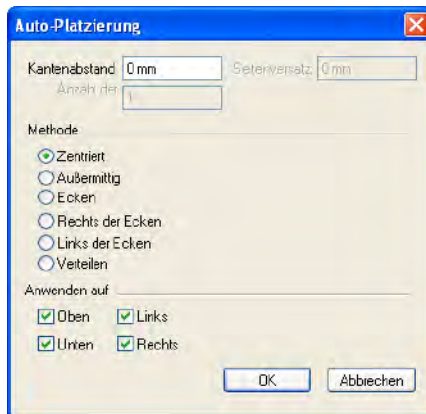 Auto-Platzierung
Kantenabstand 0 mm Seitenversatz 0 mm
Anzahl der 1
Methode
Zentriert
Außermittig
Ecken
Rechts der Ecken
Links der Ecken
Verteilen
Anwenden auf
Oben Links
Unten Rechts
OK Abbrechen